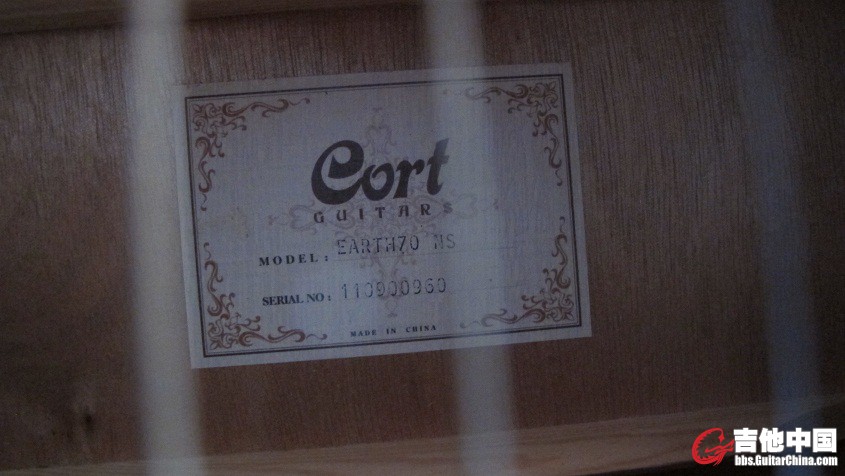 Cort
GUITARS
MODEL : EARTH70 NS
SERIAL NO : 110900960
MADE IN CHINA
吉他中国
bbs.GuitarChina.com